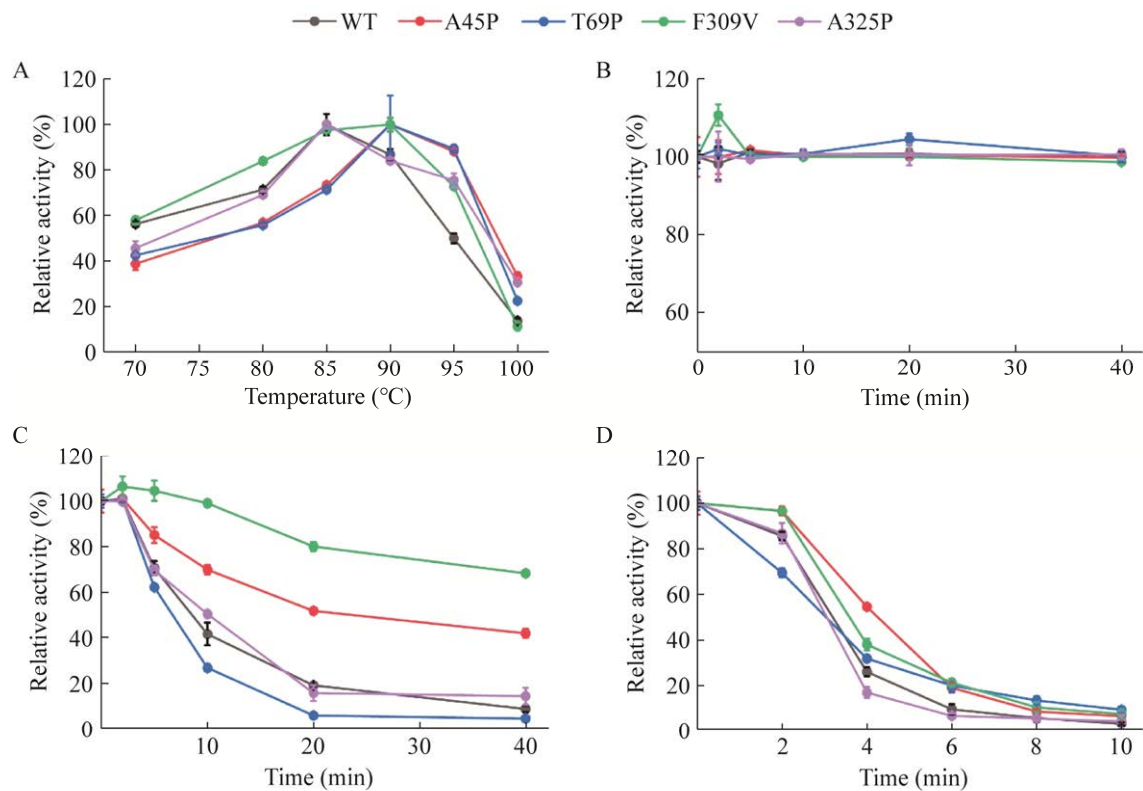 WT A45P T69P F309V A325P
A
120
100
80
60
40
20
0
Relative activity (%)
70 75 80 85 90 95 100
Temperature (℃)
B
120
100
80
60
Relative activity (%)
0 10 20 30 40
Time (min)
C
120
100
80
60
40
20
0
Relative activity (%)
10 20 30 40
Time (min)
D
120
100
80
60
40
20
0
Relative activity (%)
2 4 6 8 10
Time (min)